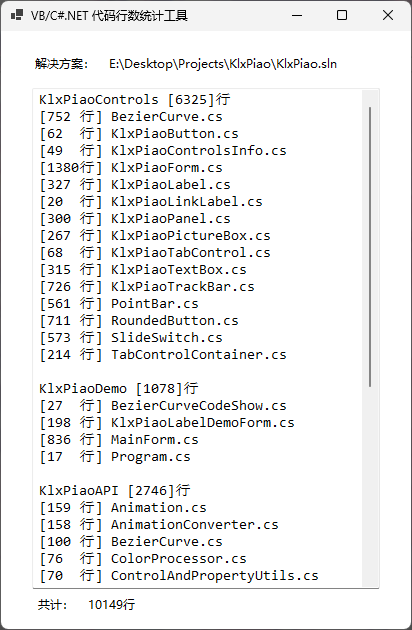 VB/C#.NET 代码行数统计工具
解决方案： E:\Desktop\Projects\KlxPiao\KlxPiao.sln
KlxPiaoControls [6325]行
[752 行] BezierCurve.cs
[62  行] KlxPiaoButton.cs
[49  行] KlxPiaoControlsInfo.cs
[1380行] KlxPiaoForm.cs
[327 行] KlxPiaoLabel.cs
[20  行] KlxPiaoLinkLabel.cs
[300 行] KlxPiaoPanel.cs
[267 行] KlxPiaoPictureBox.cs
[68  行] KlxPiaoTabControl.cs
[315 行] KlxPiaoTextBox.cs
[726 行] KlxPiaoTrackBar.cs
[561 行] PointBar.cs
[711 行] RoundedButton.cs
[573 行] SlideSwitch.cs
[214 行] TabControlContainer.cs
KlxPiaoDemo [1078]行
[27  行] BezierCurveCodeShow.cs
[198 行] KlxPiaoLabelDemoForm.cs
[836 行] MainForm.cs
[17  行] Program.cs
KlxPiaoAPI [2746]行
[159 行] Animation.cs
[158 行] AnimationConverter.cs
[100 行] BezierCurve.cs
[76  行] ColorProcessor.cs
[70  行] ControlAndPropertyUtils.cs
共计： 10149行